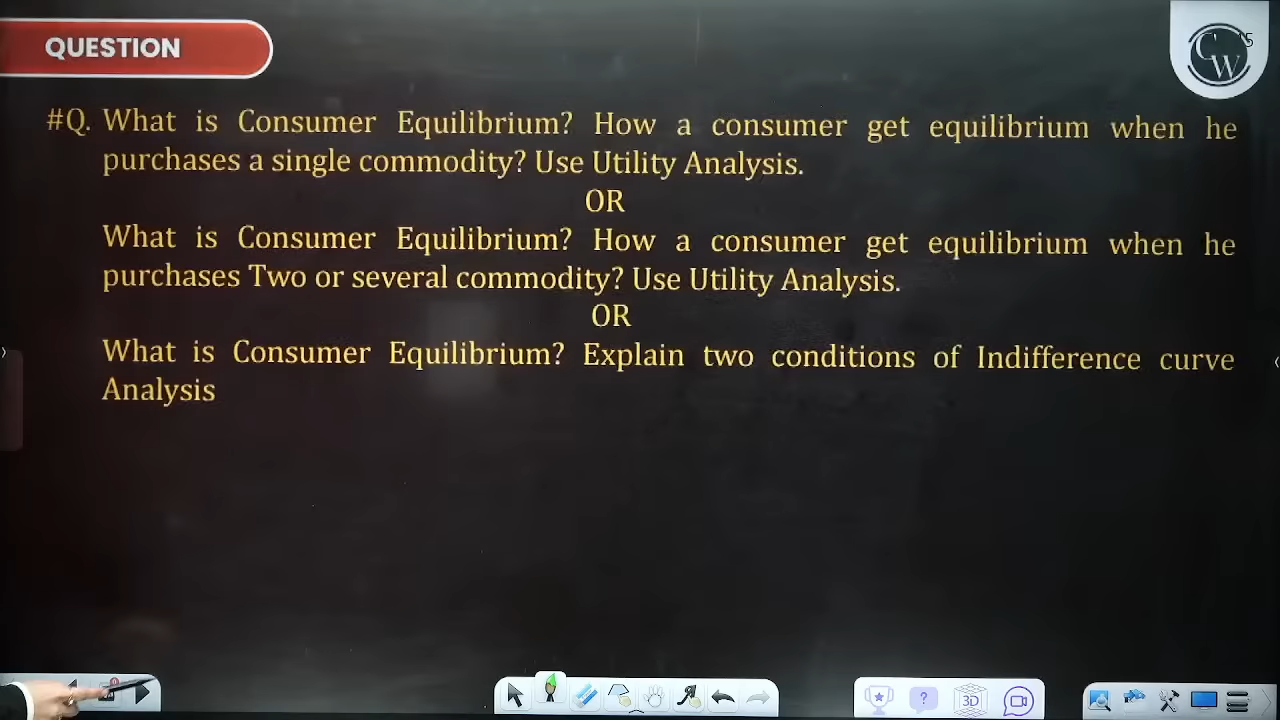 QUESTION
CW
#Q. What is Consumer Equilibrium? How a consumer get equilibrium when he
purchases a single commodity? Use Utility Analysis.
OR
What is Consumer Equilibrium? How a consumer get equilibrium when he
purchases Two or several commodity? Use Utility Analysis.
OR
What is Consumer Equilibrium? Explain two conditions of Indifference curve
Analysis
?
3D